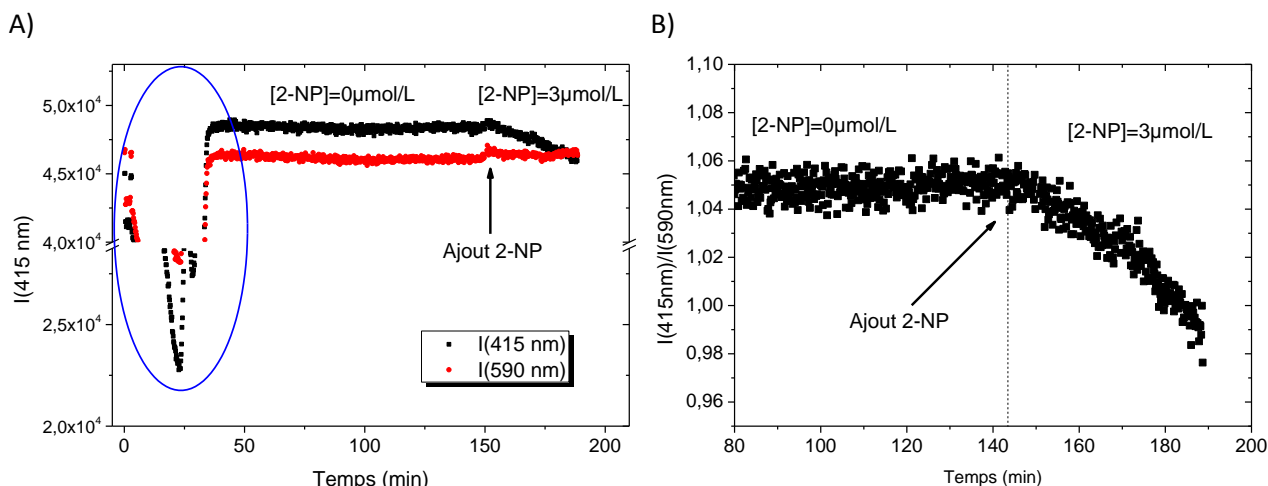 A)
B)
5,0x10⁴
4,5x10⁴
4,0x10⁴
2,5x10⁴
2,0x10⁴
I(415 nm)
[2-NP]=0µmol/L
[2-NP]=3µmol/L
Ajout 2-NP
I(415 nm)
I(590 nm)
0
50
100
150
200
Temps (min)
1,10
1,08
1,06
1,04
1,02
1,00
0,98
0,96
I(415nm)/I(590nm)
[2-NP]=0µmol/L
[2-NP]=3µmol/L
Ajout 2-NP
80
100
120
140
160
180
200
Temps (min)